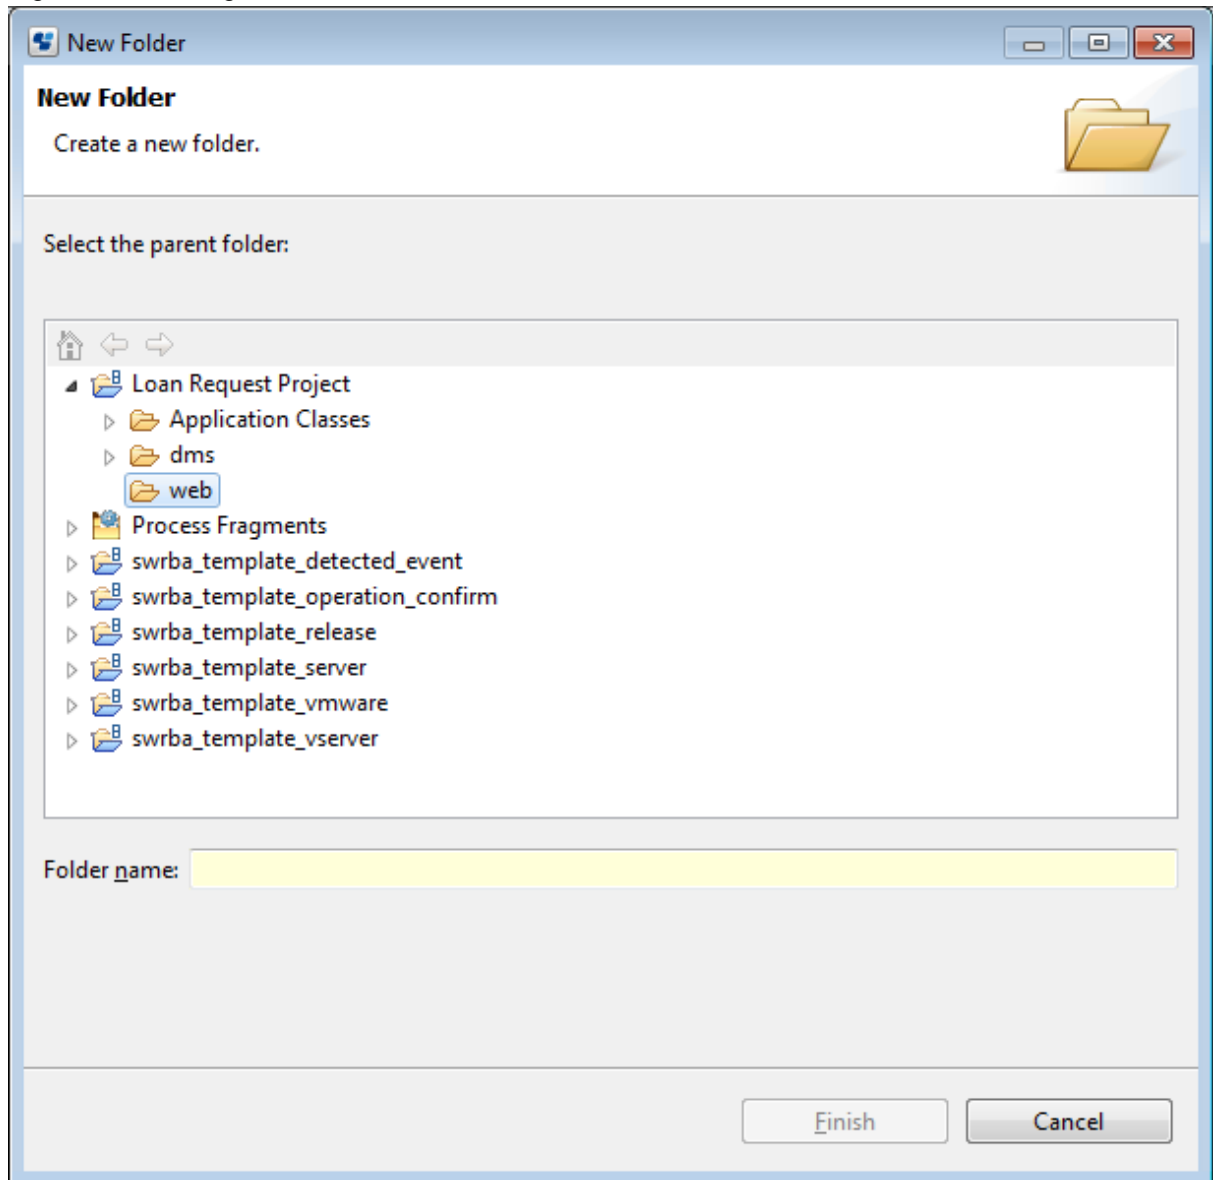 New Folder
New Folder
Create a new folder.
Select the parent folder:
Loan Request Project
Application Classes
dms
web
Process Fragments
swrba_template_detected_event
swrba_template_operation_confirm
swrba_template_release
swrba_template_server
swrba_template_vmware
swrba_template_vserver
Folder name:
Finish Cancel